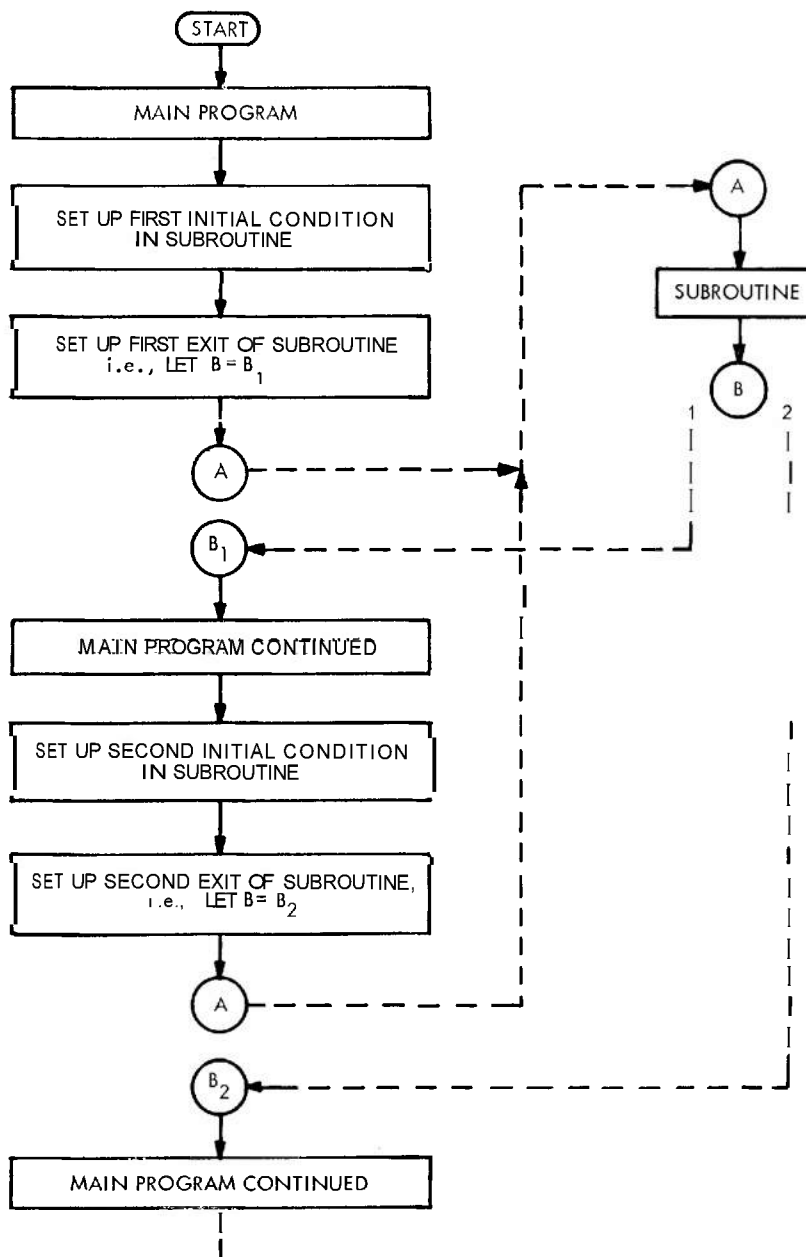 START
MAIN PROGRAM
SET UP FIRST INITIAL CONDITION
IN SUBROUTINE
SET UP FIRST EXIT OF SUBROUTINE
i.e., LET B = B1
A
B1
MAIN PROGRAM CONTINUED
SET UP SECOND INITIAL CONDITION
IN SUBROUTINE
SET UP SECOND EXIT OF SUBROUTINE,
i.e., LET B = B2
A
B2
MAIN PROGRAM CONTINUED
A
SUBROUTINE
B
1 2